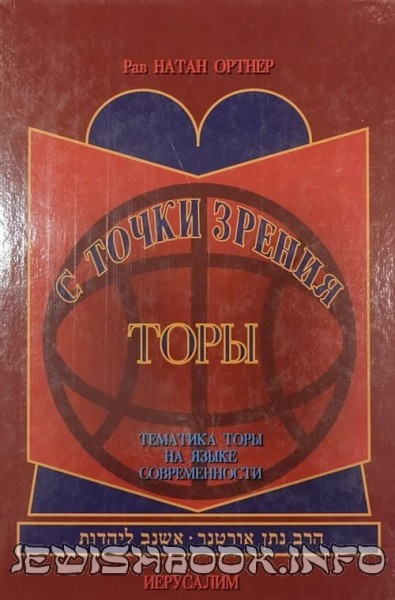 Рав НАТАН ОРТНЕР
С ТОЧКИ ЗРЕНИЯ
ТОРЫ
ТЕМАТИКА ТОРЫ
НА ЯЗЫКЕ
СОВРЕМЕННОСТИ
הרב נתן אורטנר · אשנב ליהדות
JEWISHBOOK.INFO
ИЕРУСАЛИМ